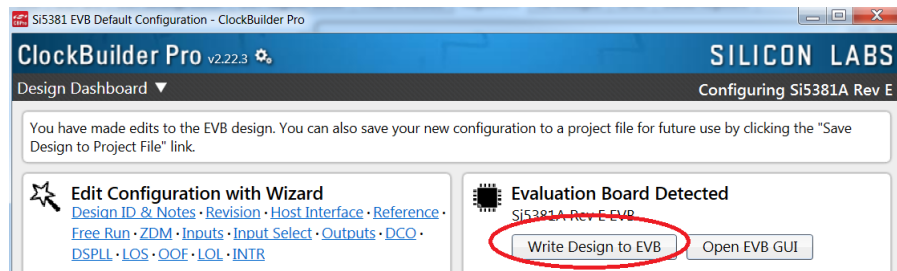 Si5381 EVB Default Configuration - ClockBuilder Pro
ClockBuilder Pro v2.22.3
SILICON LABS
Design Dashboard ▼
Configuring Si5381A Rev E
You have made edits to the EVB design. You can also save your new configuration to a project file for future use by clicking the "Save
Design to Project File" link.
Edit Configuration with Wizard
Design ID & Notes · Revision · Host Interface · Reference ·
Free Run · ZDM · Inputs · Input Select · Outputs · DCO ·
DSPLL · LOS · OOF · LOL · INTR
Evaluation Board Detected
Si5381A Rev E EVB
Write Design to EVB
Open EVB GUI